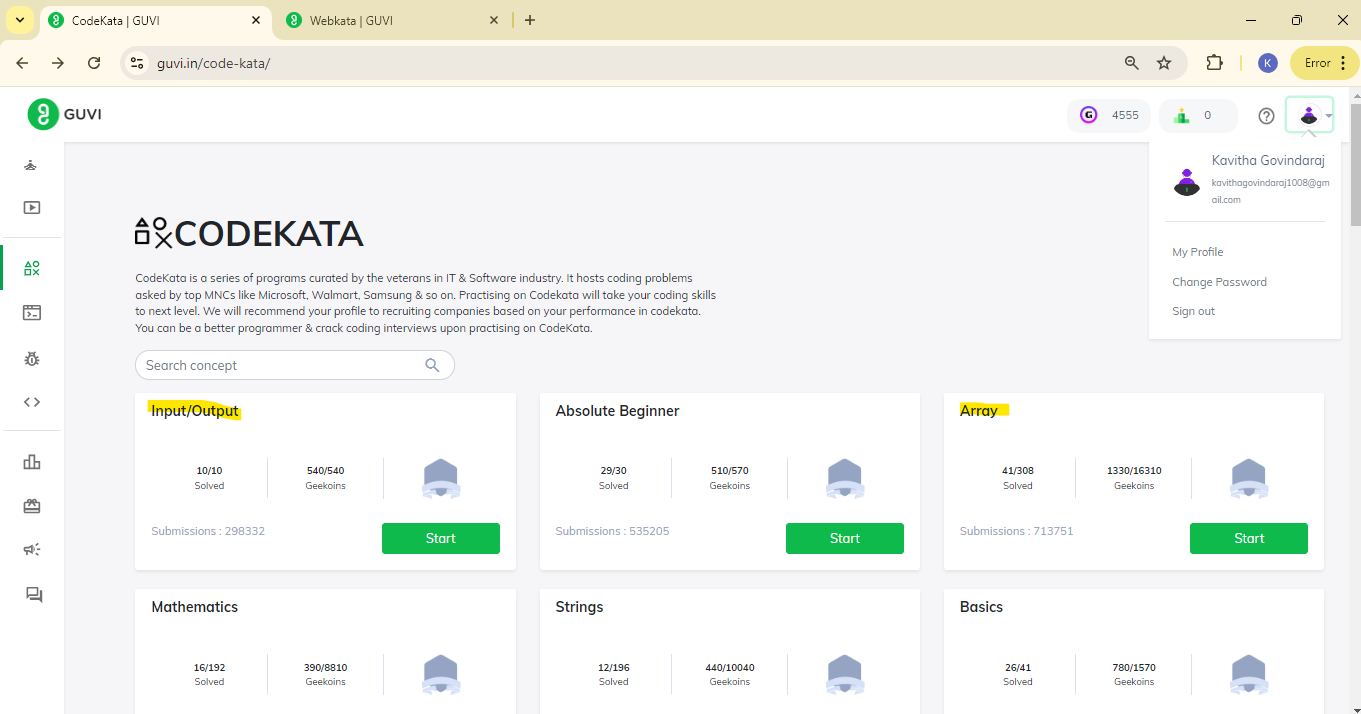 CodeKata | GUVI
Webkata | GUVI
guvi.in/code-kata/
K
Error
GUVI
G
4555
0
Kavitha Govindaraj
kavithagovindaraj1008@gm
ail.com
My Profile
Change Password
Sign out
CODEKATA
CodeKata is a series of programs curated by the veterans in IT & Software industry. It hosts coding problems
asked by top MNCs like Microsoft, Walmart, Samsung & so on. Practising on Codekata will take your coding skills
to next level. We will recommend your profile to recruiting companies based on your performance in codekata.
You can be a better programmer & crack coding interviews upon practising on CodeKata.
Search concept
Input/Output
10/10
Solved
540/540
Geekoins
Submissions : 298332
Start
Absolute Beginner
29/30
Solved
510/570
Geekoins
Submissions : 535205
Start
Array
41/308
Solved
1330/16310
Geekoins
Submissions : 713751
Start
Mathematics
16/192
Solved
390/8810
Geekoins
Strings
12/196
Solved
440/10040
Geekoins
Basics
26/41
Solved
780/1570
Geekoins